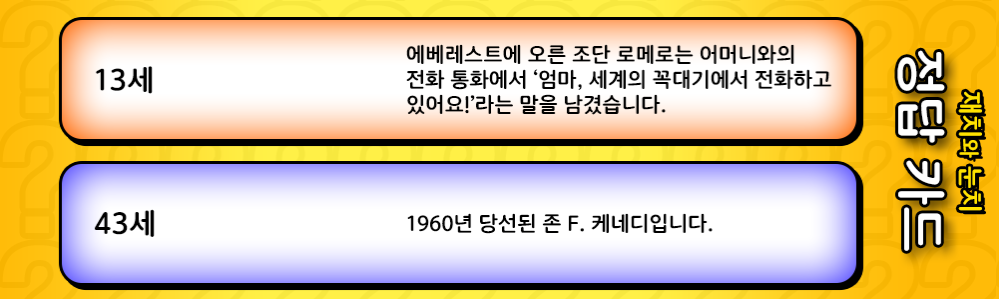 13세
에베레스트에 오른 조단 로메로는 어머니와의
전화 통화에서 ‘엄마, 세계의 꼭대기에서 전화하고
있어요!’라는 말을 남겼습니다.
43세
1960년 당선된 존 F. 케네디입니다.
재치와 눈치
정답 카드